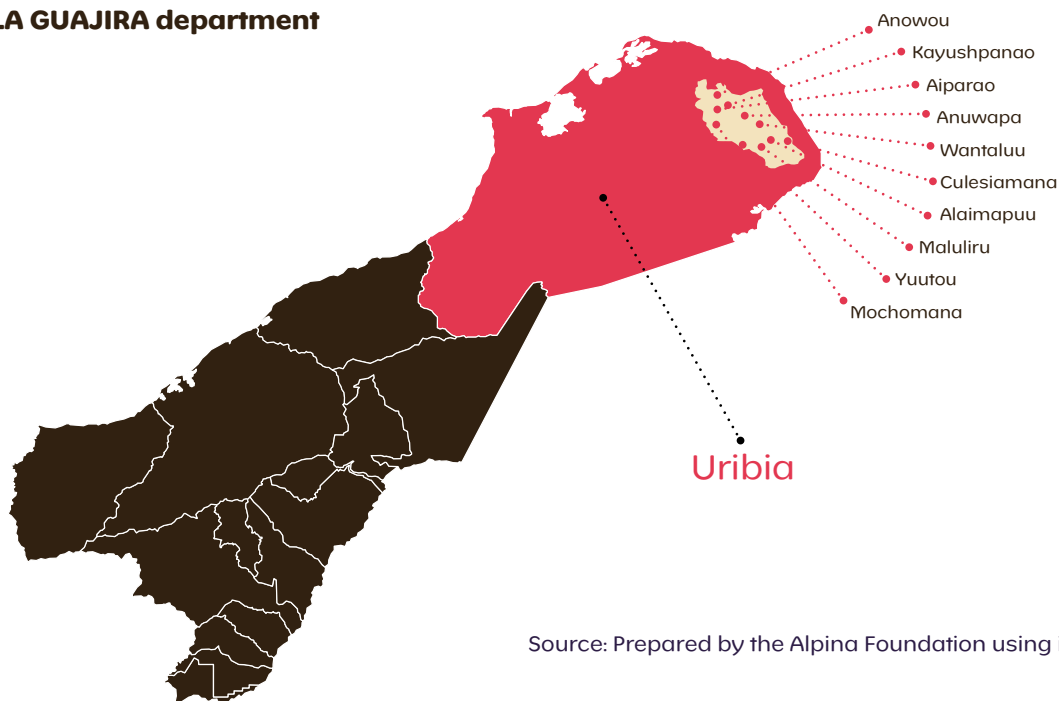 LA GUAJIRA department
Anowou
Kayushpanao
Aiparao
Anuwapa
Wantaluu
Culesiamana
Alaimapuu
Maluliru
Yuutou
Mochomana
Uribia
Source: Prepared by the Alpina Foundation using